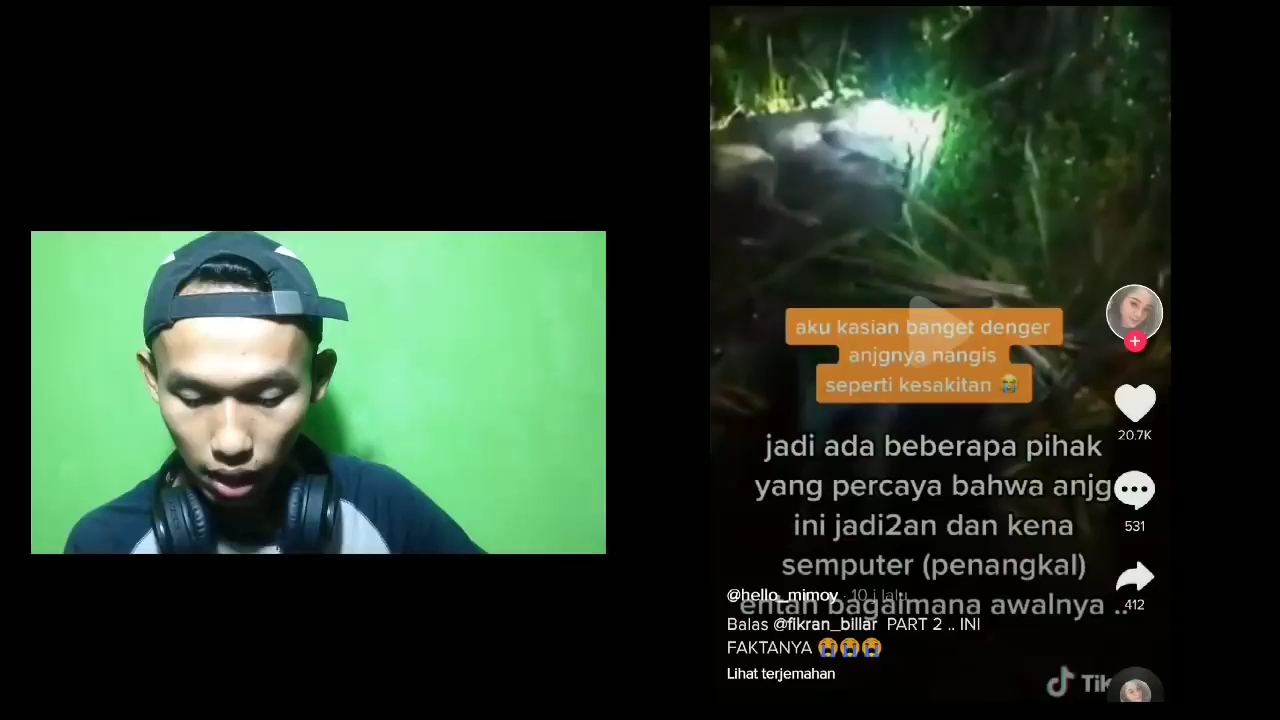 aku kasian banget denger
anjgnya nangis
seperti kesakitan 😭
jadi ada beberapa pihak
yang percaya bahwa anjg
ini jadi2an dan kena
semputer (penangkal)
entah bagaimana awalnya ..
20.7K
531
412
@hello_mimoy · 10 j lalu
Balas @fikran_billar PART 2 .. INI
FAKTANYA 😭😭😭
Lihat terjemahan
Tik